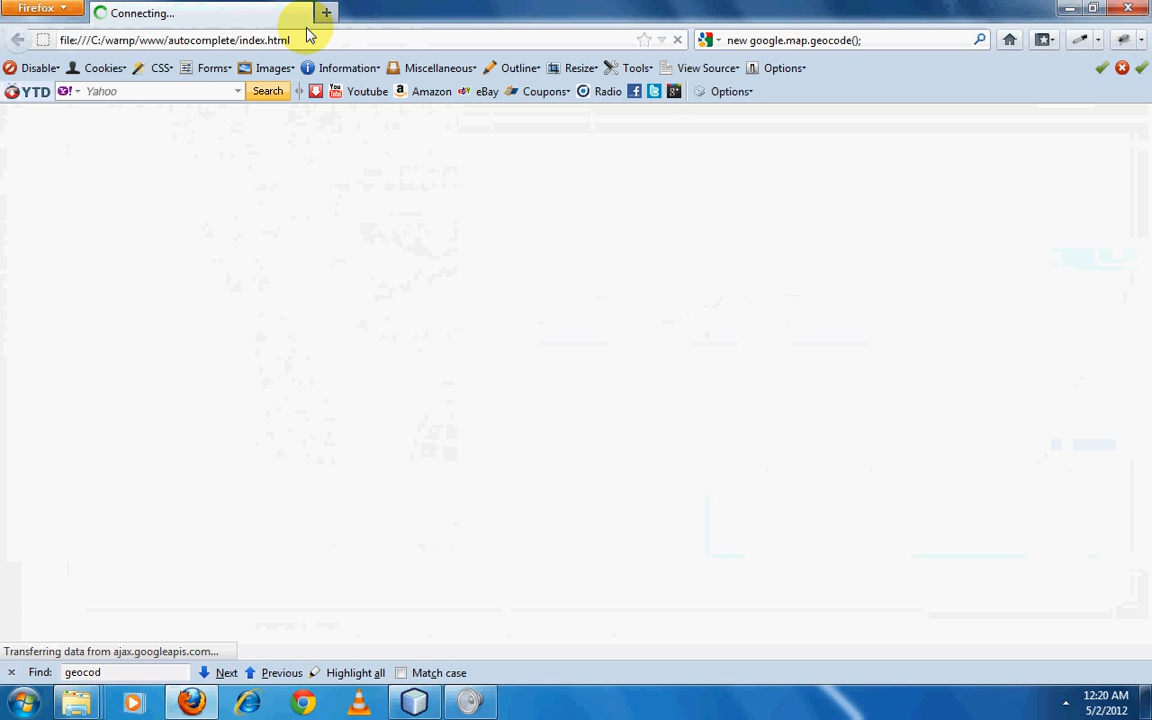 Firefox
Connecting...
file:///C:/wamp/www/autocomplete/index.html
new google.map.geocode();
Disable Cookies CSS Forms Images Information Miscellaneous Outline Resize Tools View Source Options
YTD Y! Yahoo Search Youtube Amazon eBay Coupons Radio Options
Transferring data from ajax.googleapis.com...
Find: geocod Next Previous Highlight all Match case
12:20 AM
5/2/2012